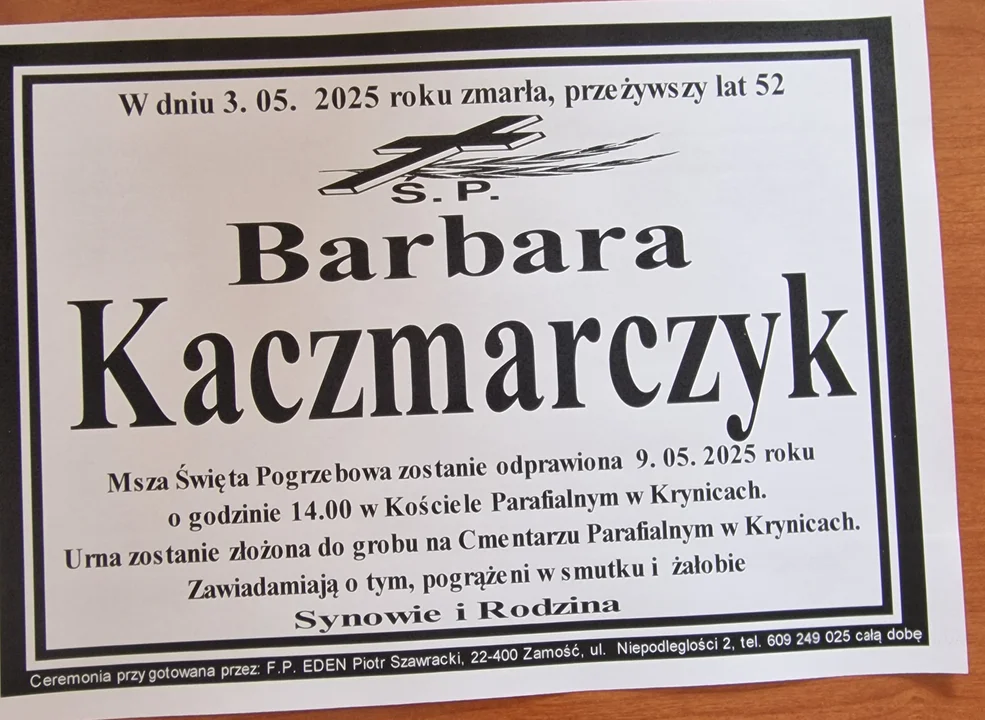 W dniu 3. 05. 2025 roku zmarła, przeżywszy lat 52
Ś. P.
Barbara
Kaczmarczyk
Msza Święta Pogrzebowa zostanie odprawiona 9. 05. 2025 roku
o godzinie 14.00 w Kościele Parafialnym w Krynicach.
Urna zostanie złożona do grobu na Cmentarzu Parafialnym w Krynicach.
Zawiadamiają o tym, pogrążeni w smutku i żałobie
Synowie i Rodzina
Ceremonia przygotowana przez: F.P. EDEN Piotr Szawracki, 22-400 Zamość, ul. Niepodległości 2, tel. 609 249 025 całą dobę